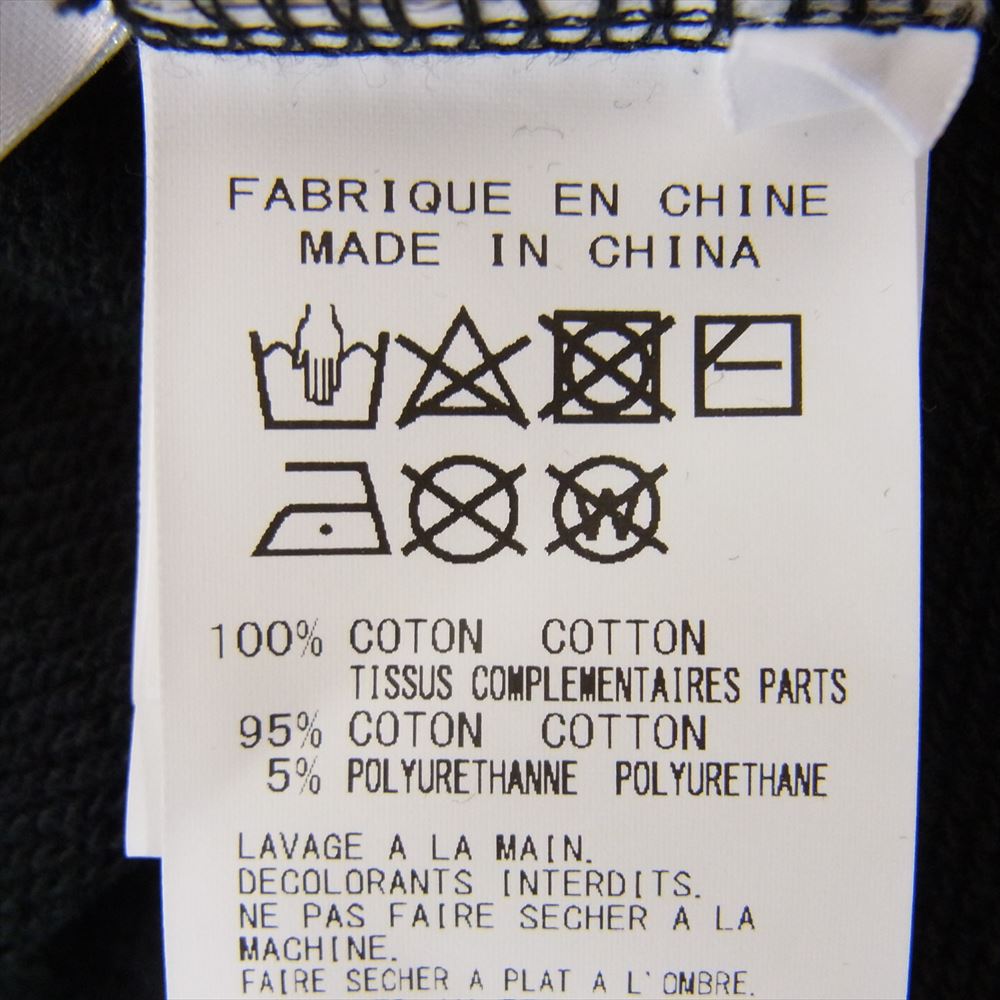 FABRIQUE EN CHINE
MADE IN CHINA
W
100% COTON COTTON
TISSUS COMPLEMENTAIRES PARTS
95% COTON COTTON
5% POLYURETHANNE POLYURETHANE
LAVAGE A LA MAIN.
DECOLORANTS INTERDITS.
NE PAS FAIRE SECHER A LA
MACHINE.
FAIRE SECHER A PLAT A L'OMBRE.